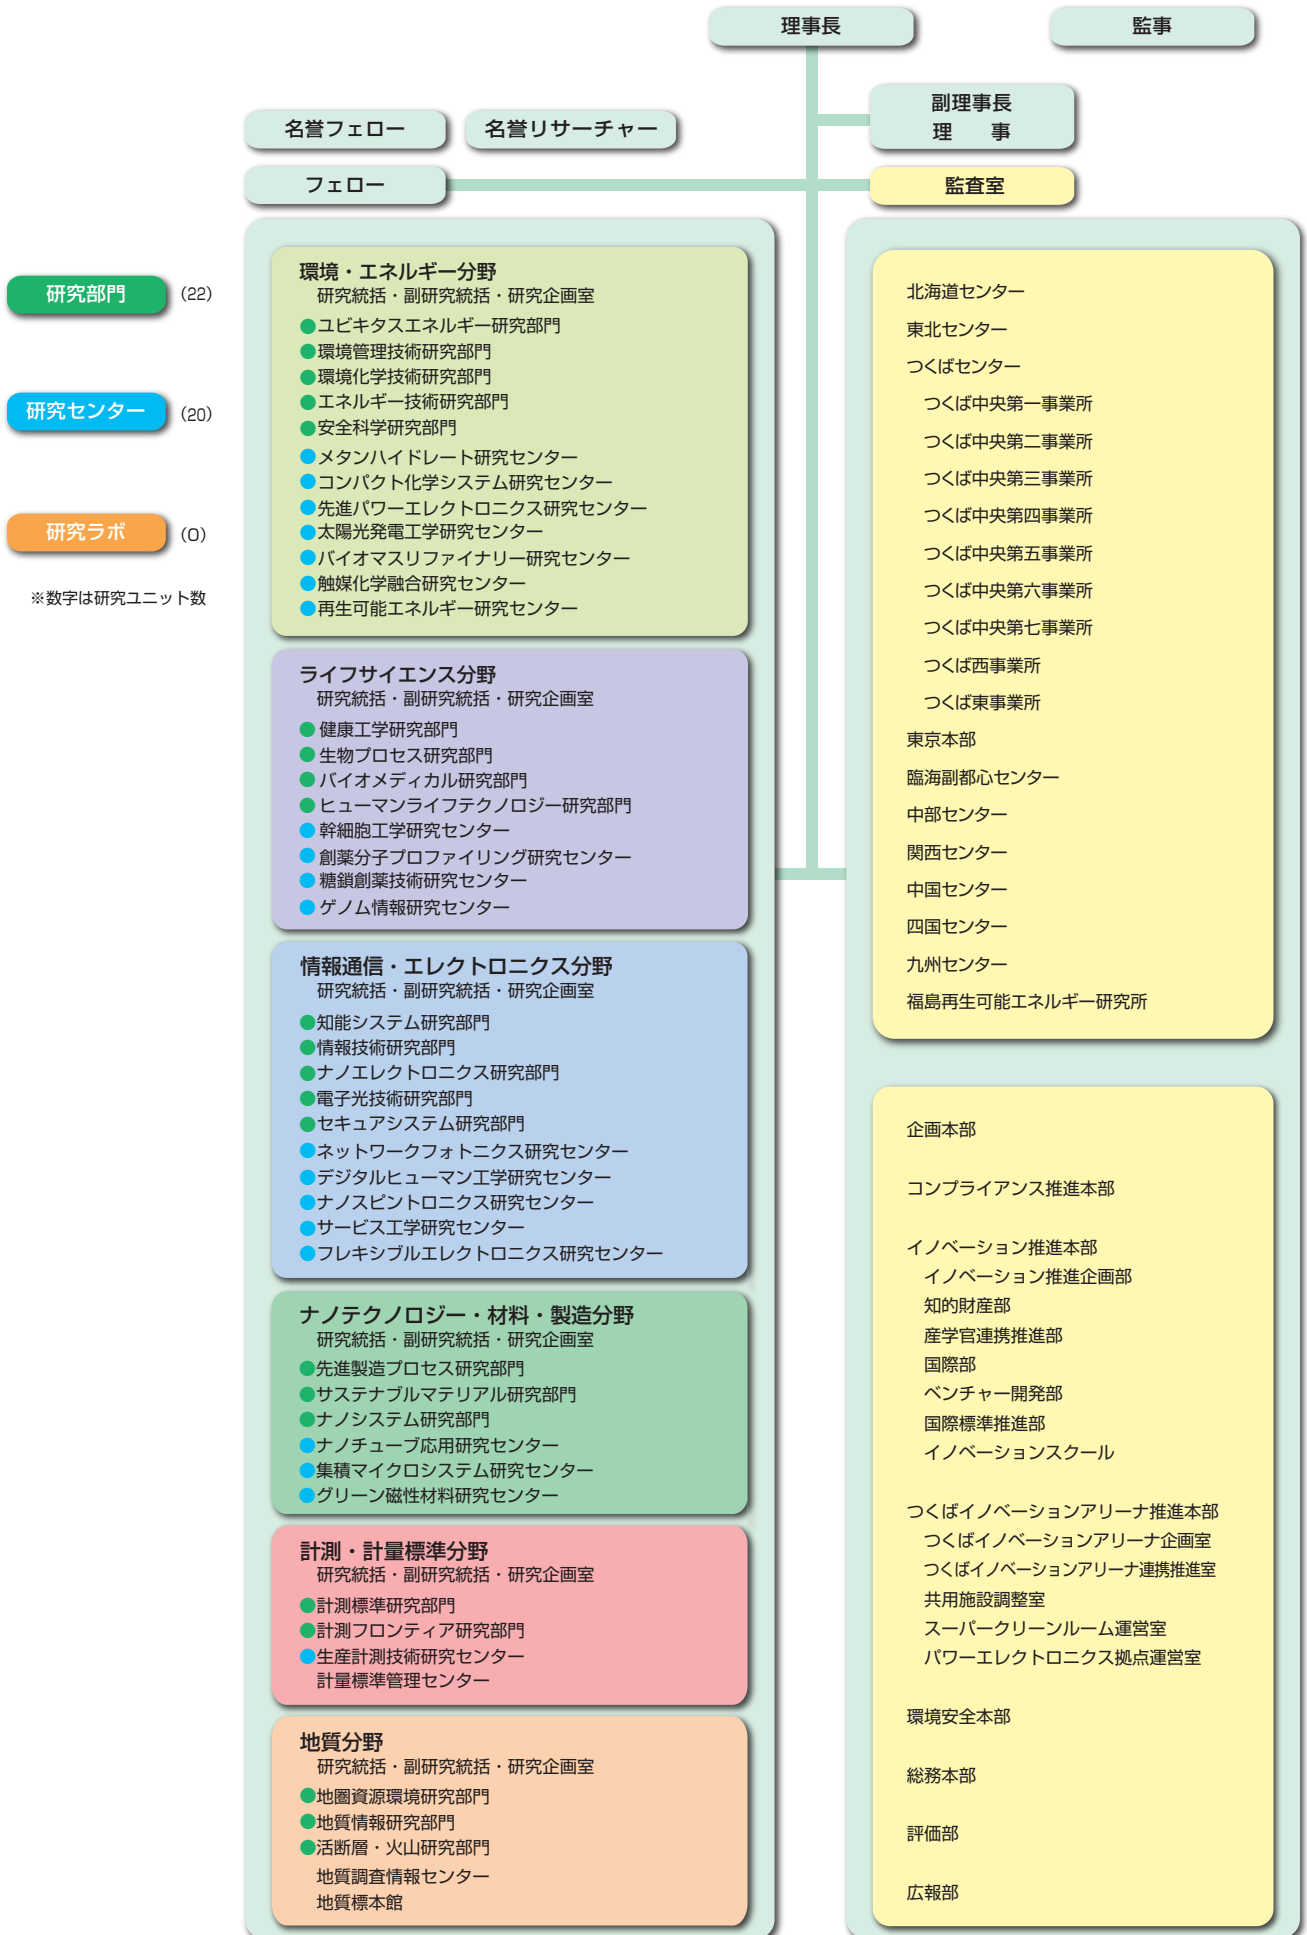 理事長
監事
副理事長
理 事
名誉フェロー
名誉リサーチャー
フェロー
監査室
研究部門 (22)
研究センター (20)
研究ラボ (0)
※数字は研究ユニット数
環境・エネルギー分野
研究統括・副研究統括・研究企画室
●ユビキタスエネルギー研究部門
●環境管理技術研究部門
●環境化学技術研究部門
●エネルギー技術研究部門
●安全科学研究部門
●メタンハイドレート研究センター
●コンパクト化学システム研究センター
●先進パワーエレクトロニクス研究センター
●太陽光発電工学研究センター
●バイオマスリファイナリー研究センター
●触媒化学融合研究センター
●再生可能エネルギー研究センター
ライフサイエンス分野
研究統括・副研究統括・研究企画室
●健康工学研究部門
●生物プロセス研究部門
●バイオメディカル研究部門
●ヒューマンライフテクノロジー研究部門
●幹細胞工学研究センター
●創薬分子プロファイリング研究センター
●糖鎖創薬技術研究センター
●ゲノム情報研究センター
情報通信・エレクトロニクス分野
研究統括・副研究統括・研究企画室
●知能システム研究部門
●情報技術研究部門
●ナノエレクトロニクス研究部門
●電子光技術研究部門
●セキュアシステム研究部門
●ネットワークフォトニクス研究センター
●デジタルヒューマン工学研究センター
●ナノスピントロニクス研究センター
●サービス工学研究センター
●フレキシブルエレクトロニクス研究センター
ナノテクノロジー・材料・製造分野
研究統括・副研究統括・研究企画室
●先進製造プロセス研究部門
●サステナブルマテリアル研究部門
●ナノシステム研究部門
●ナノチューブ応用研究センター
●集積マイクロシステム研究センター
●グリーン磁性材料研究センター
計測・計量標準分野
研究統括・副研究統括・研究企画室
●計測標準研究部門
●計測フロンティア研究部門
●生産計測技術研究センター
計量標準管理センター
地質分野
研究統括・副研究統括・研究企画室
●地圏資源環境研究部門
●地質情報研究部門
●活断層・火山研究部門
地質調査情報センター
地質標本館
北海道センター
東北センター
つくばセンター
つくば中央第一事業所
つくば中央第二事業所
つくば中央第三事業所
つくば中央第四事業所
つくば中央第五事業所
つくば中央第六事業所
つくば中央第七事業所
つくば西事業所
つくば東事業所
東京本部
臨海副都心センター
中部センター
関西センター
中国センター
四国センター
九州センター
福島再生可能エネルギー研究所
企画本部
コンプライアンス推進本部
イノベーション推進本部
イノベーション推進企画部
知的財産部
産学官連携推進部
国際部
ベンチャー開発部
国際標準推進部
イノベーションスクール
つくばイノベーションアリーナ推進本部
つくばイノベーションアリーナ企画室
つくばイノベーションアリーナ連携推進室
共用施設調整室
スーパークリーンルーム運営室
パワーエレクトロニクス拠点運営室
環境安全本部
総務本部
評価部
広報部